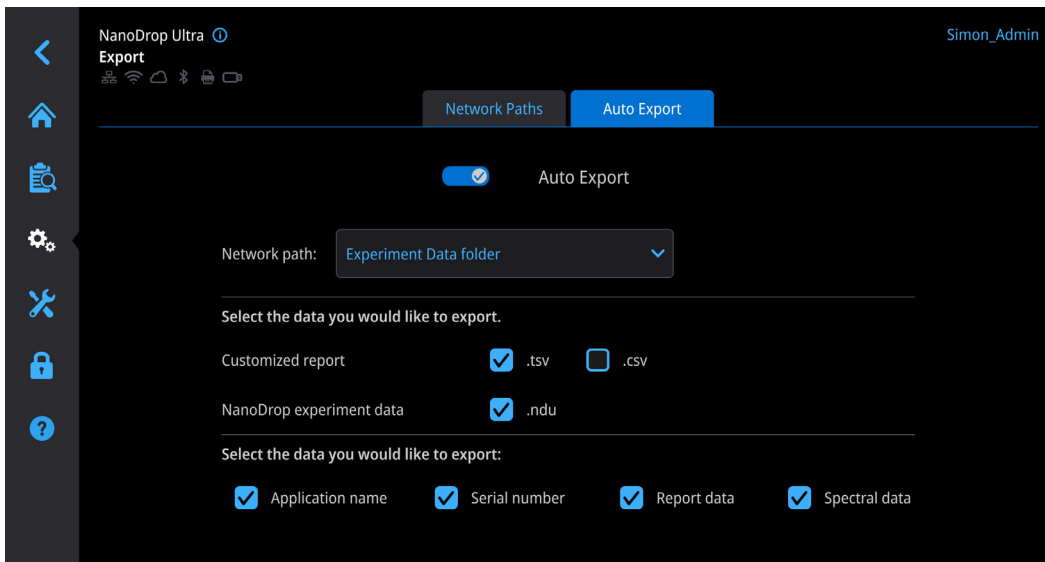 NanoDrop Ultra
Simon_Admin
Export
Network Paths
Auto Export
Auto Export
Network path: Experiment Data folder
Select the data you would like to export.
Customized report .tsv .csv
NanoDrop experiment data .ndu
Select the data you would like to export:
Application name Serial number Report data Spectral data